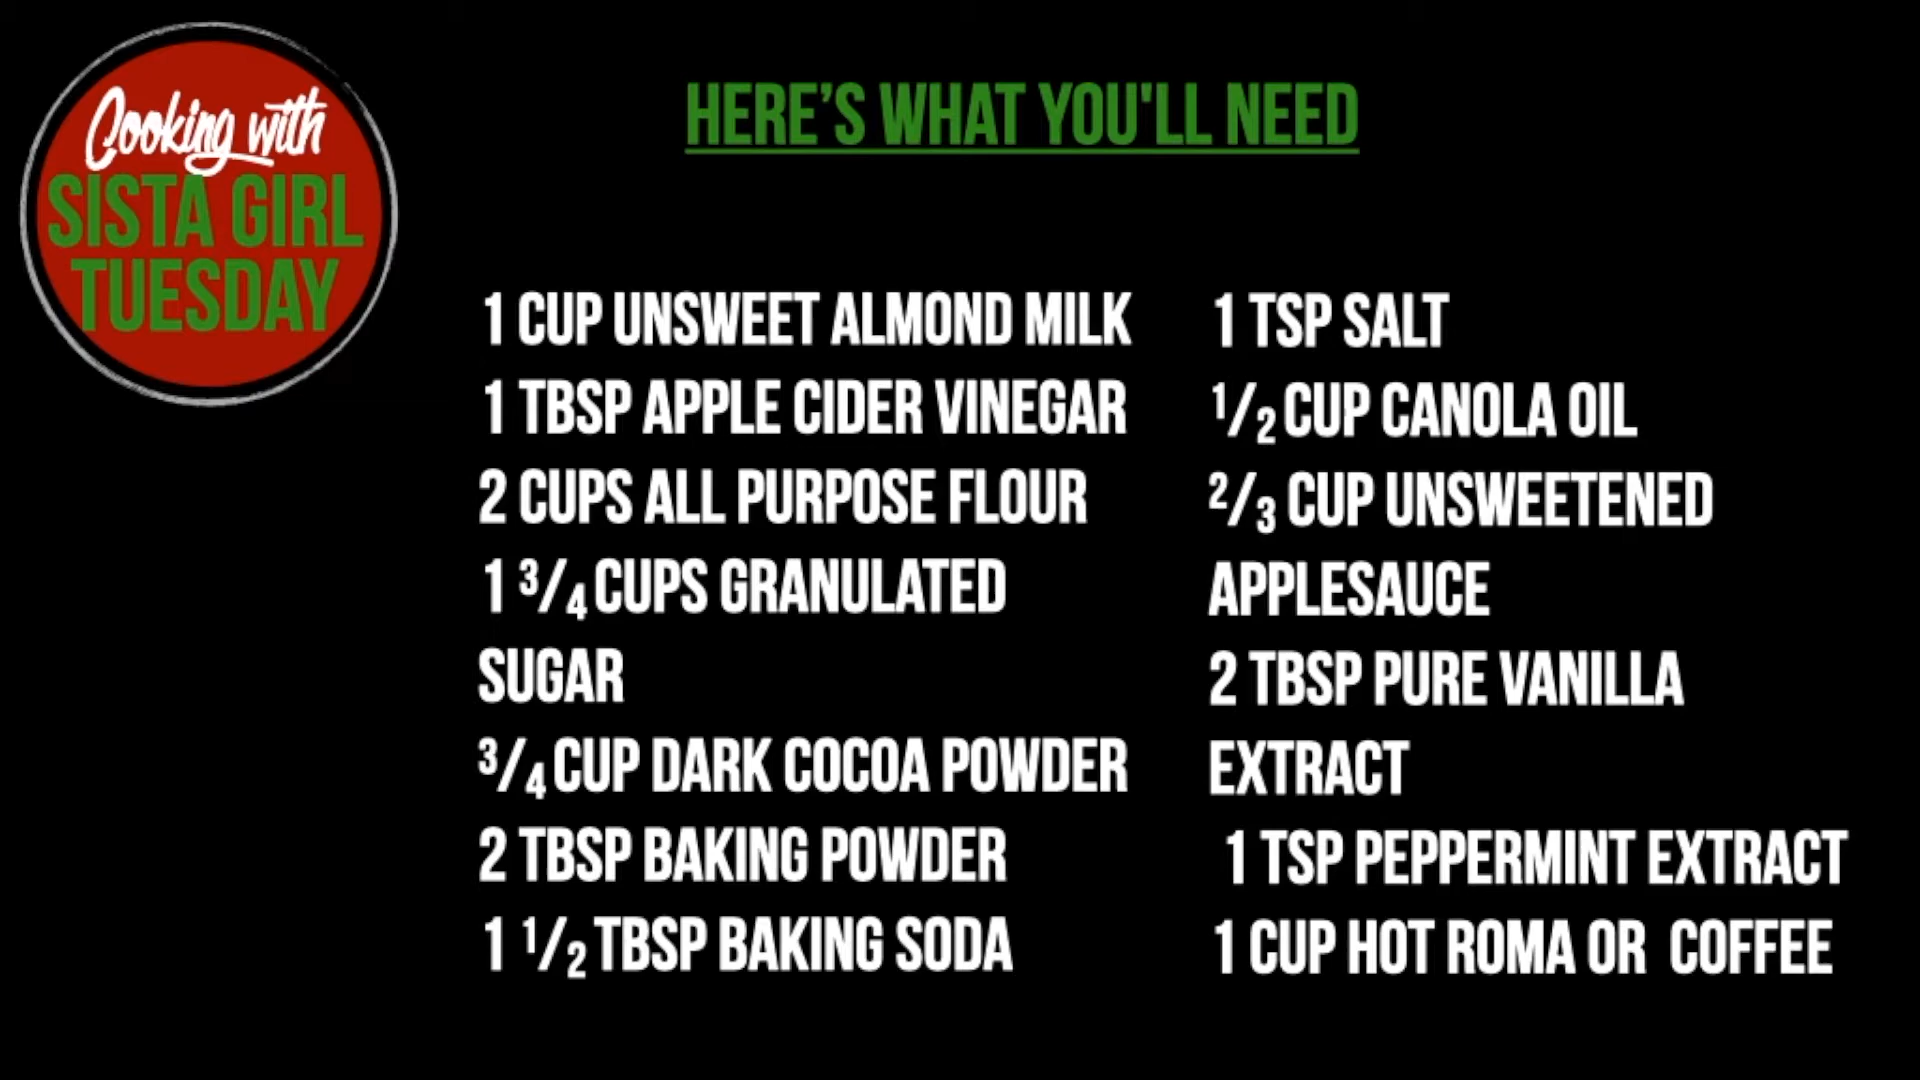 Cooking with
SISTA GIRL
TUESDAY
HERE’S WHAT YOU'LL NEED
1 CUP UNSWEET ALMOND MILK
1 TBSP APPLE CIDER VINEGAR
2 CUPS ALL PURPOSE FLOUR
1 3/4 CUPS GRANULATED
SUGAR
3/4 CUP DARK COCOA POWDER
2 TBSP BAKING POWDER
1 1/2 TBSP BAKING SODA
1 TSP SALT
1/2 CUP CANOLA OIL
2/3 CUP UNSWEETENED
APPLESAUCE
2 TBSP PURE VANILLA
EXTRACT
1 TSP PEPPERMINT EXTRACT
1 CUP HOT ROMA OR COFFEE